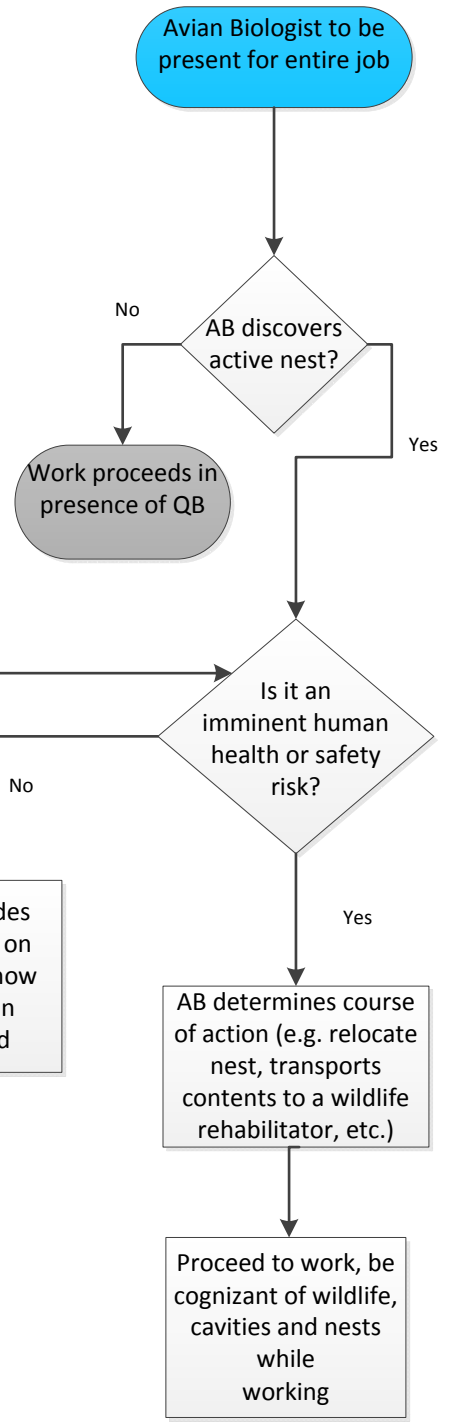 Avian Biologist to be
present for entire job
No
AB discovers
active nest?
Yes
Work proceeds in
presence of QB
Is it an
imminent human
health or safety
risk?
No
on
Yes
AB determines course
of action (e.g. relocate
nest, transports
contents to a wildlife
rehabilitator, etc.)
Proceed to work, be
cognizant of wildlife,
cavities and nests
while
working